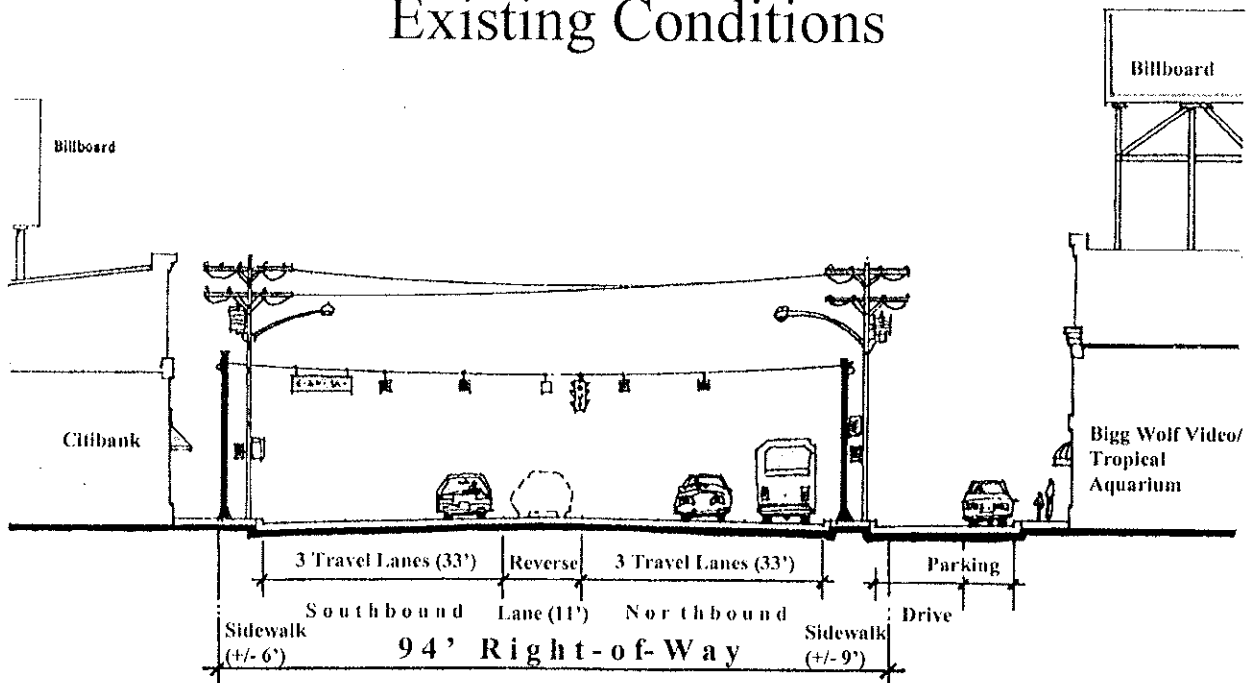 Existing Conditions
Billboard
Billboard
Citibank
Bigg Wolf Video/
Tropical
Aquarium
3 Travel Lanes (33')
Reverse
3 Travel Lanes (33')
Parking
Southbound
Lane (11')
Northbound
Drive
Sidewalk
(+/- 6')
94' Right-of-Way
Sidewalk
(+/- 9')